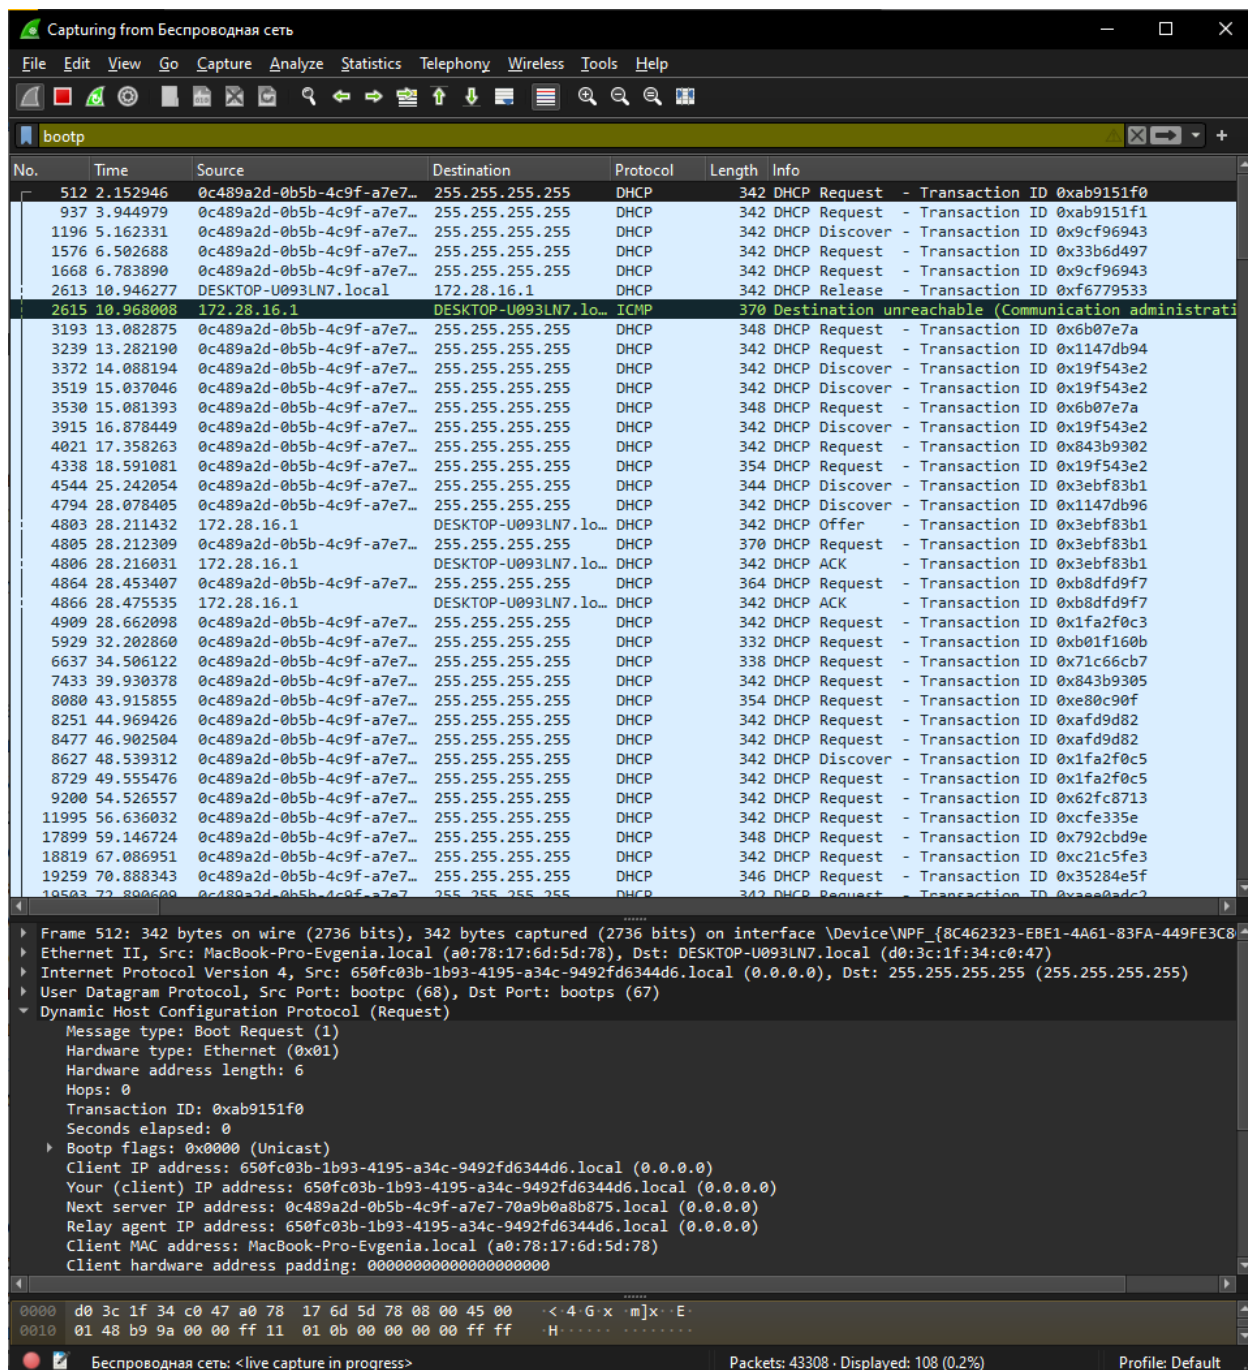 Capturing from Беспроводная сеть
File Edit View Go Capture Analyze Statistics Telephony Wireless Tools Help
bootp
No. Time Source Destination Protocol Length Info
512 2.152946 0c489a2d-0b5b-4c9f-a7e7… 255.255.255.255 DHCP 342 DHCP Request - Transaction ID 0xab9151f0
937 3.944979 0c489a2d-0b5b-4c9f-a7e7… 255.255.255.255 DHCP 342 DHCP Request - Transaction ID 0xab9151f1
1196 5.162331 0c489a2d-0b5b-4c9f-a7e7… 255.255.255.255 DHCP 342 DHCP Discover - Transaction ID 0x9cf96943
1576 6.502688 0c489a2d-0b5b-4c9f-a7e7… 255.255.255.255 DHCP 342 DHCP Request - Transaction ID 0x33b6d497
1668 6.783890 0c489a2d-0b5b-4c9f-a7e7… 255.255.255.255 DHCP 342 DHCP Request - Transaction ID 0x9cf96943
2613 10.946277 DESKTOP-U093LN7.local 172.28.16.1 DHCP 342 DHCP Release - Transaction ID 0xf6779533
2615 10.968008 172.28.16.1 DESKTOP-U093LN7.lo… ICMP 370 Destination unreachable (Communication administrati
3193 13.082875 0c489a2d-0b5b-4c9f-a7e7… 255.255.255.255 DHCP 348 DHCP Request - Transaction ID 0x6b07e7a
3239 13.282190 0c489a2d-0b5b-4c9f-a7e7… 255.255.255.255 DHCP 342 DHCP Request - Transaction ID 0x1147db94
3372 14.088194 0c489a2d-0b5b-4c9f-a7e7… 255.255.255.255 DHCP 342 DHCP Discover - Transaction ID 0x19f543e2
3519 15.037046 0c489a2d-0b5b-4c9f-a7e7… 255.255.255.255 DHCP 342 DHCP Discover - Transaction ID 0x19f543e2
3530 15.081393 0c489a2d-0b5b-4c9f-a7e7… 255.255.255.255 DHCP 348 DHCP Request - Transaction ID 0x6b07e7a
3915 16.878449 0c489a2d-0b5b-4c9f-a7e7… 255.255.255.255 DHCP 342 DHCP Discover - Transaction ID 0x19f543e2
4021 17.358263 0c489a2d-0b5b-4c9f-a7e7… 255.255.255.255 DHCP 342 DHCP Request - Transaction ID 0x843b9302
4338 18.591081 0c489a2d-0b5b-4c9f-a7e7… 255.255.255.255 DHCP 354 DHCP Request - Transaction ID 0x19f543e2
4544 25.242054 0c489a2d-0b5b-4c9f-a7e7… 255.255.255.255 DHCP 344 DHCP Discover - Transaction ID 0x3ebf83b1
4794 28.078405 0c489a2d-0b5b-4c9f-a7e7… 255.255.255.255 DHCP 342 DHCP Discover - Transaction ID 0x1147db96
4803 28.211432 172.28.16.1 DESKTOP-U093LN7.lo… DHCP 342 DHCP Offer - Transaction ID 0x3ebf83b1
4805 28.212309 0c489a2d-0b5b-4c9f-a7e7… 255.255.255.255 DHCP 370 DHCP Request - Transaction ID 0x3ebf83b1
4806 28.216031 172.28.16.1 DESKTOP-U093LN7.lo… DHCP 342 DHCP ACK - Transaction ID 0x3ebf83b1
4864 28.453407 0c489a2d-0b5b-4c9f-a7e7… 255.255.255.255 DHCP 364 DHCP Request - Transaction ID 0xb8dfd9f7
4866 28.475535 172.28.16.1 DESKTOP-U093LN7.lo… DHCP 342 DHCP ACK - Transaction ID 0xb8dfd9f7
4909 28.662098 0c489a2d-0b5b-4c9f-a7e7… 255.255.255.255 DHCP 342 DHCP Request - Transaction ID 0x1fa2f0c3
5929 32.202860 0c489a2d-0b5b-4c9f-a7e7… 255.255.255.255 DHCP 332 DHCP Request - Transaction ID 0xb01f160b
6637 34.506122 0c489a2d-0b5b-4c9f-a7e7… 255.255.255.255 DHCP 338 DHCP Request - Transaction ID 0x71c66cb7
7433 39.930378 0c489a2d-0b5b-4c9f-a7e7… 255.255.255.255 DHCP 342 DHCP Request - Transaction ID 0x843b9305
8080 43.915855 0c489a2d-0b5b-4c9f-a7e7… 255.255.255.255 DHCP 354 DHCP Request - Transaction ID 0xe80c90f
8251 44.969426 0c489a2d-0b5b-4c9f-a7e7… 255.255.255.255 DHCP 342 DHCP Request - Transaction ID 0xafd9d82
8477 46.902504 0c489a2d-0b5b-4c9f-a7e7… 255.255.255.255 DHCP 342 DHCP Request - Transaction ID 0xafd9d82
8627 48.539312 0c489a2d-0b5b-4c9f-a7e7… 255.255.255.255 DHCP 342 DHCP Discover - Transaction ID 0x1fa2f0c5
8729 49.555476 0c489a2d-0b5b-4c9f-a7e7… 255.255.255.255 DHCP 342 DHCP Request - Transaction ID 0x1fa2f0c5
9200 54.526557 0c489a2d-0b5b-4c9f-a7e7… 255.255.255.255 DHCP 342 DHCP Request - Transaction ID 0x62fc8713
11995 56.636032 0c489a2d-0b5b-4c9f-a7e7… 255.255.255.255 DHCP 342 DHCP Request - Transaction ID 0xcfe335e
17899 59.146724 0c489a2d-0b5b-4c9f-a7e7… 255.255.255.255 DHCP 348 DHCP Request - Transaction ID 0x792cbd9e
18819 67.086951 0c489a2d-0b5b-4c9f-a7e7… 255.255.255.255 DHCP 342 DHCP Request - Transaction ID 0xc21c5fe3
19259 70.888343 0c489a2d-0b5b-4c9f-a7e7… 255.255.255.255 DHCP 346 DHCP Request - Transaction ID 0x35284e5f
19503 72.890609 0c489a2d-0b5b-4c9f-a7e7 255.255.255.255 DHCP 342 DHCP Request - Transaction ID 0xaee0adc2
Frame 512: 342 bytes on wire (2736 bits), 342 bytes captured (2736 bits) on interface \Device\NPF_{8C462323-EBE1-4A61-83FA-449FE3C8
Ethernet II, Src: MacBook-Pro-Evgenia.local (a0:78:17:6d:5d:78), Dst: DESKTOP-U093LN7.local (d0:3c:1f:34:c0:47)
Internet Protocol Version 4, Src: 650fc03b-1b93-4195-a34c-9492fd6344d6.local (0.0.0.0), Dst: 255.255.255.255 (255.255.255.255)
User Datagram Protocol, Src Port: bootpc (68), Dst Port: bootps (67)
Dynamic Host Configuration Protocol (Request)
Message type: Boot Request (1)
Hardware type: Ethernet (0x01)
Hardware address length: 6
Hops: 0
Transaction ID: 0xab9151f0
Seconds elapsed: 0
Bootp flags: 0x0000 (Unicast)
Client IP address: 650fc03b-1b93-4195-a34c-9492fd6344d6.local (0.0.0.0)
Your (client) IP address: 650fc03b-1b93-4195-a34c-9492fd6344d6.local (0.0.0.0)
Next server IP address: 0c489a2d-0b5b-4c9f-a7e7-70a9b0a8b875.local (0.0.0.0)
Relay agent IP address: 650fc03b-1b93-4195-a34c-9492fd6344d6.local (0.0.0.0)
Client MAC address: MacBook-Pro-Evgenia.local (a0:78:17:6d:5d:78)
Client hardware address padding: 00000000000000000000
0000 d0 3c 1f 34 c0 47 a0 78 17 6d 5d 78 08 00 45 00 ·<·4·G·x ·m]x··E·
0010 01 48 b9 9a 00 00 ff 11 01 0b 00 00 00 00 ff ff ·H······ ········
Беспроводная сеть: <live capture in progress> Packets: 43308 · Displayed: 108 (0.2%) Profile: Default